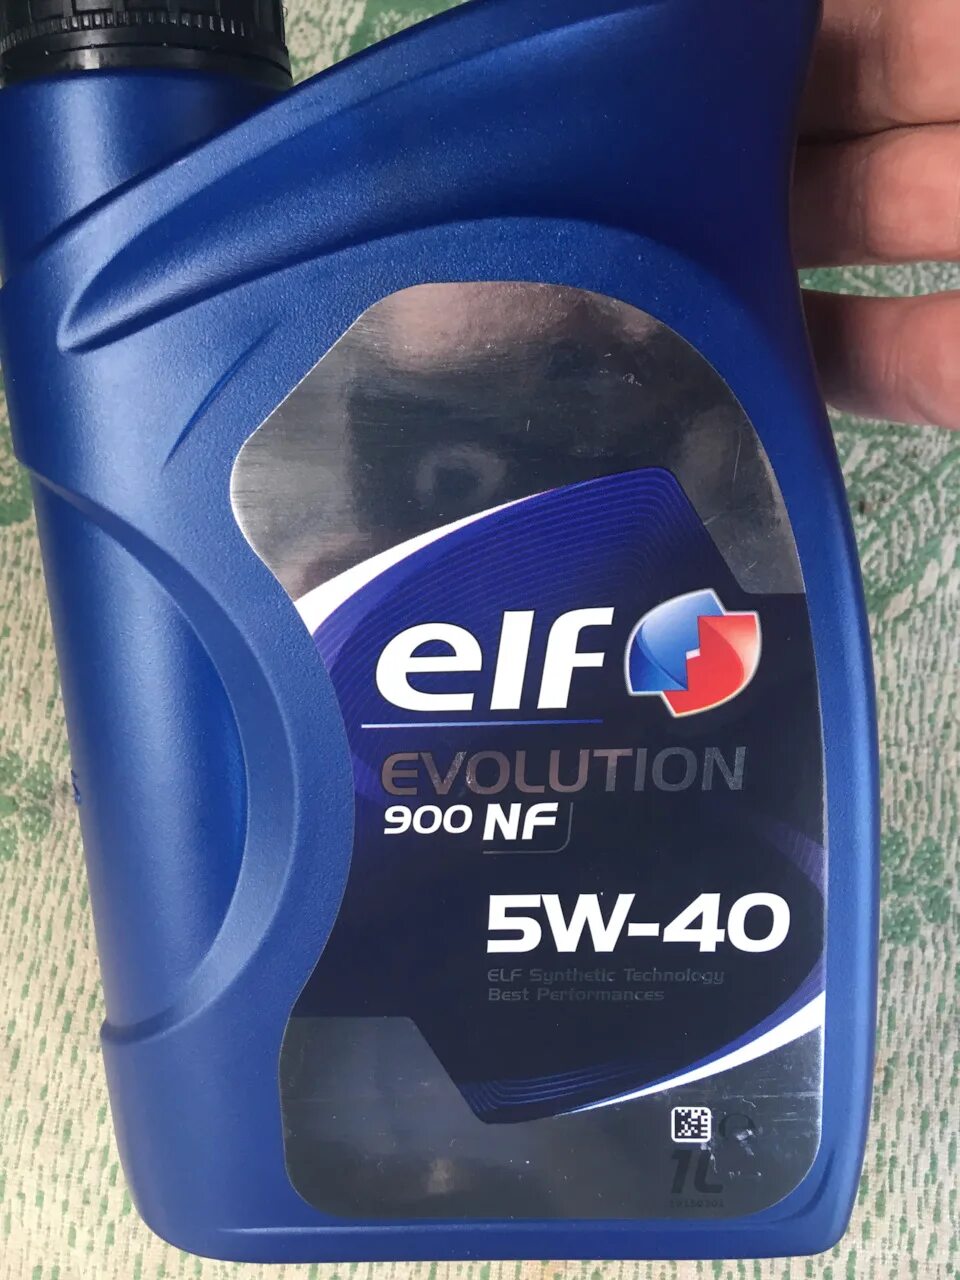 elf
EVOLUTION
900 NF
5W-40
ELF Synthetic Technology
Best Performances
1L